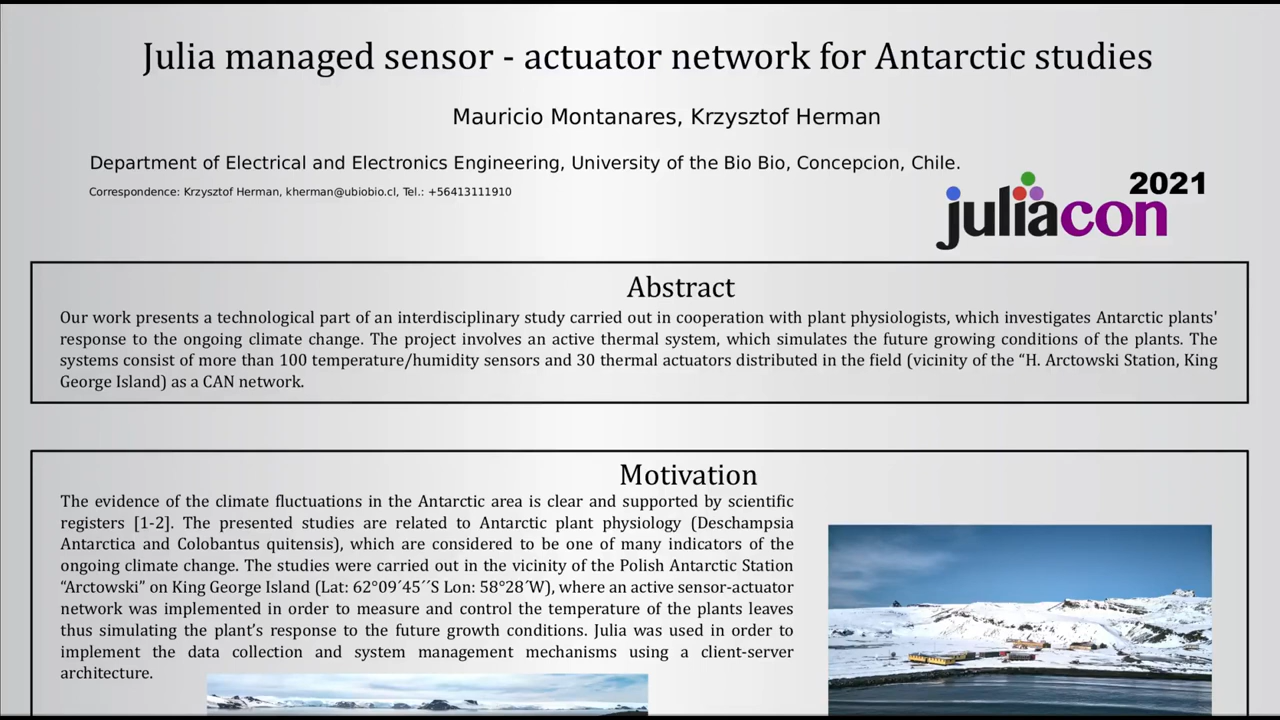 Julia managed sensor - actuator network for Antarctic studies
Mauricio Montanares, Krzysztof Herman
Department of Electrical and Electronics Engineering, University of the Bio Bio, Concepcion, Chile.
Correspondence: Krzysztof Herman, kherman@ubiobio.cl, Tel.: +56413111910
2021
juliacon
Abstract
Our work presents a technological part of an interdisciplinary study carried out in cooperation with plant physiologists, which investigates Antarctic plants'
response to the ongoing climate change. The project involves an active thermal system, which simulates the future growing conditions of the plants. The
systems consist of more than 100 temperature/humidity sensors and 30 thermal actuators distributed in the field (vicinity of the “H. Arctowski Station, King
George Island) as a CAN network.
Motivation
The evidence of the climate fluctuations in the Antarctic area is clear and supported by scientific
registers [1-2]. The presented studies are related to Antarctic plant physiology (Deschampsia
Antarctica and Colobantus quitensis), which are considered to be one of many indicators of the
ongoing climate change. The studies were carried out in the vicinity of the Polish Antarctic Station
“Arctowski” on King George Island (Lat: 62°09´45´´S Lon: 58°28´W), where an active sensor-actuator
network was implemented in order to measure and control the temperature of the plants leaves
thus simulating the plant’s response to the future growth conditions. Julia was used in order to
implement the data collection and system management mechanisms using a client-server
architecture.